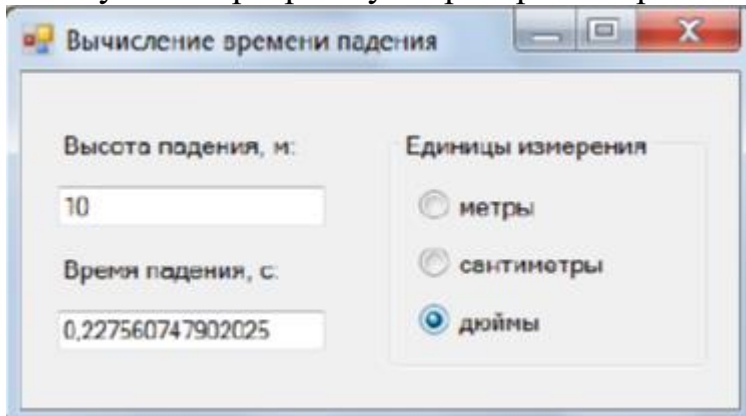 Вычисление времени падения
Высота падения, м:
10
Время падения, с:
0,227560747902025
Единицы измерения
метры
сантиметры
дюймы